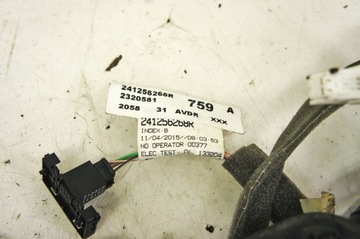 241256268R 759 A
2320581
2058 31 AVDR XXX
241256268R
INDEX:B
11/04/2015//08:03:53
NO OPERATOR:00377
ELEC TEST: OK: 133204